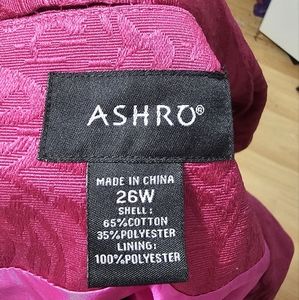 ASHRO®
MADE IN CHINA
26W
SHELL:
65%COTTON
35%POLYESTER
LINING:
100%POLYESTER